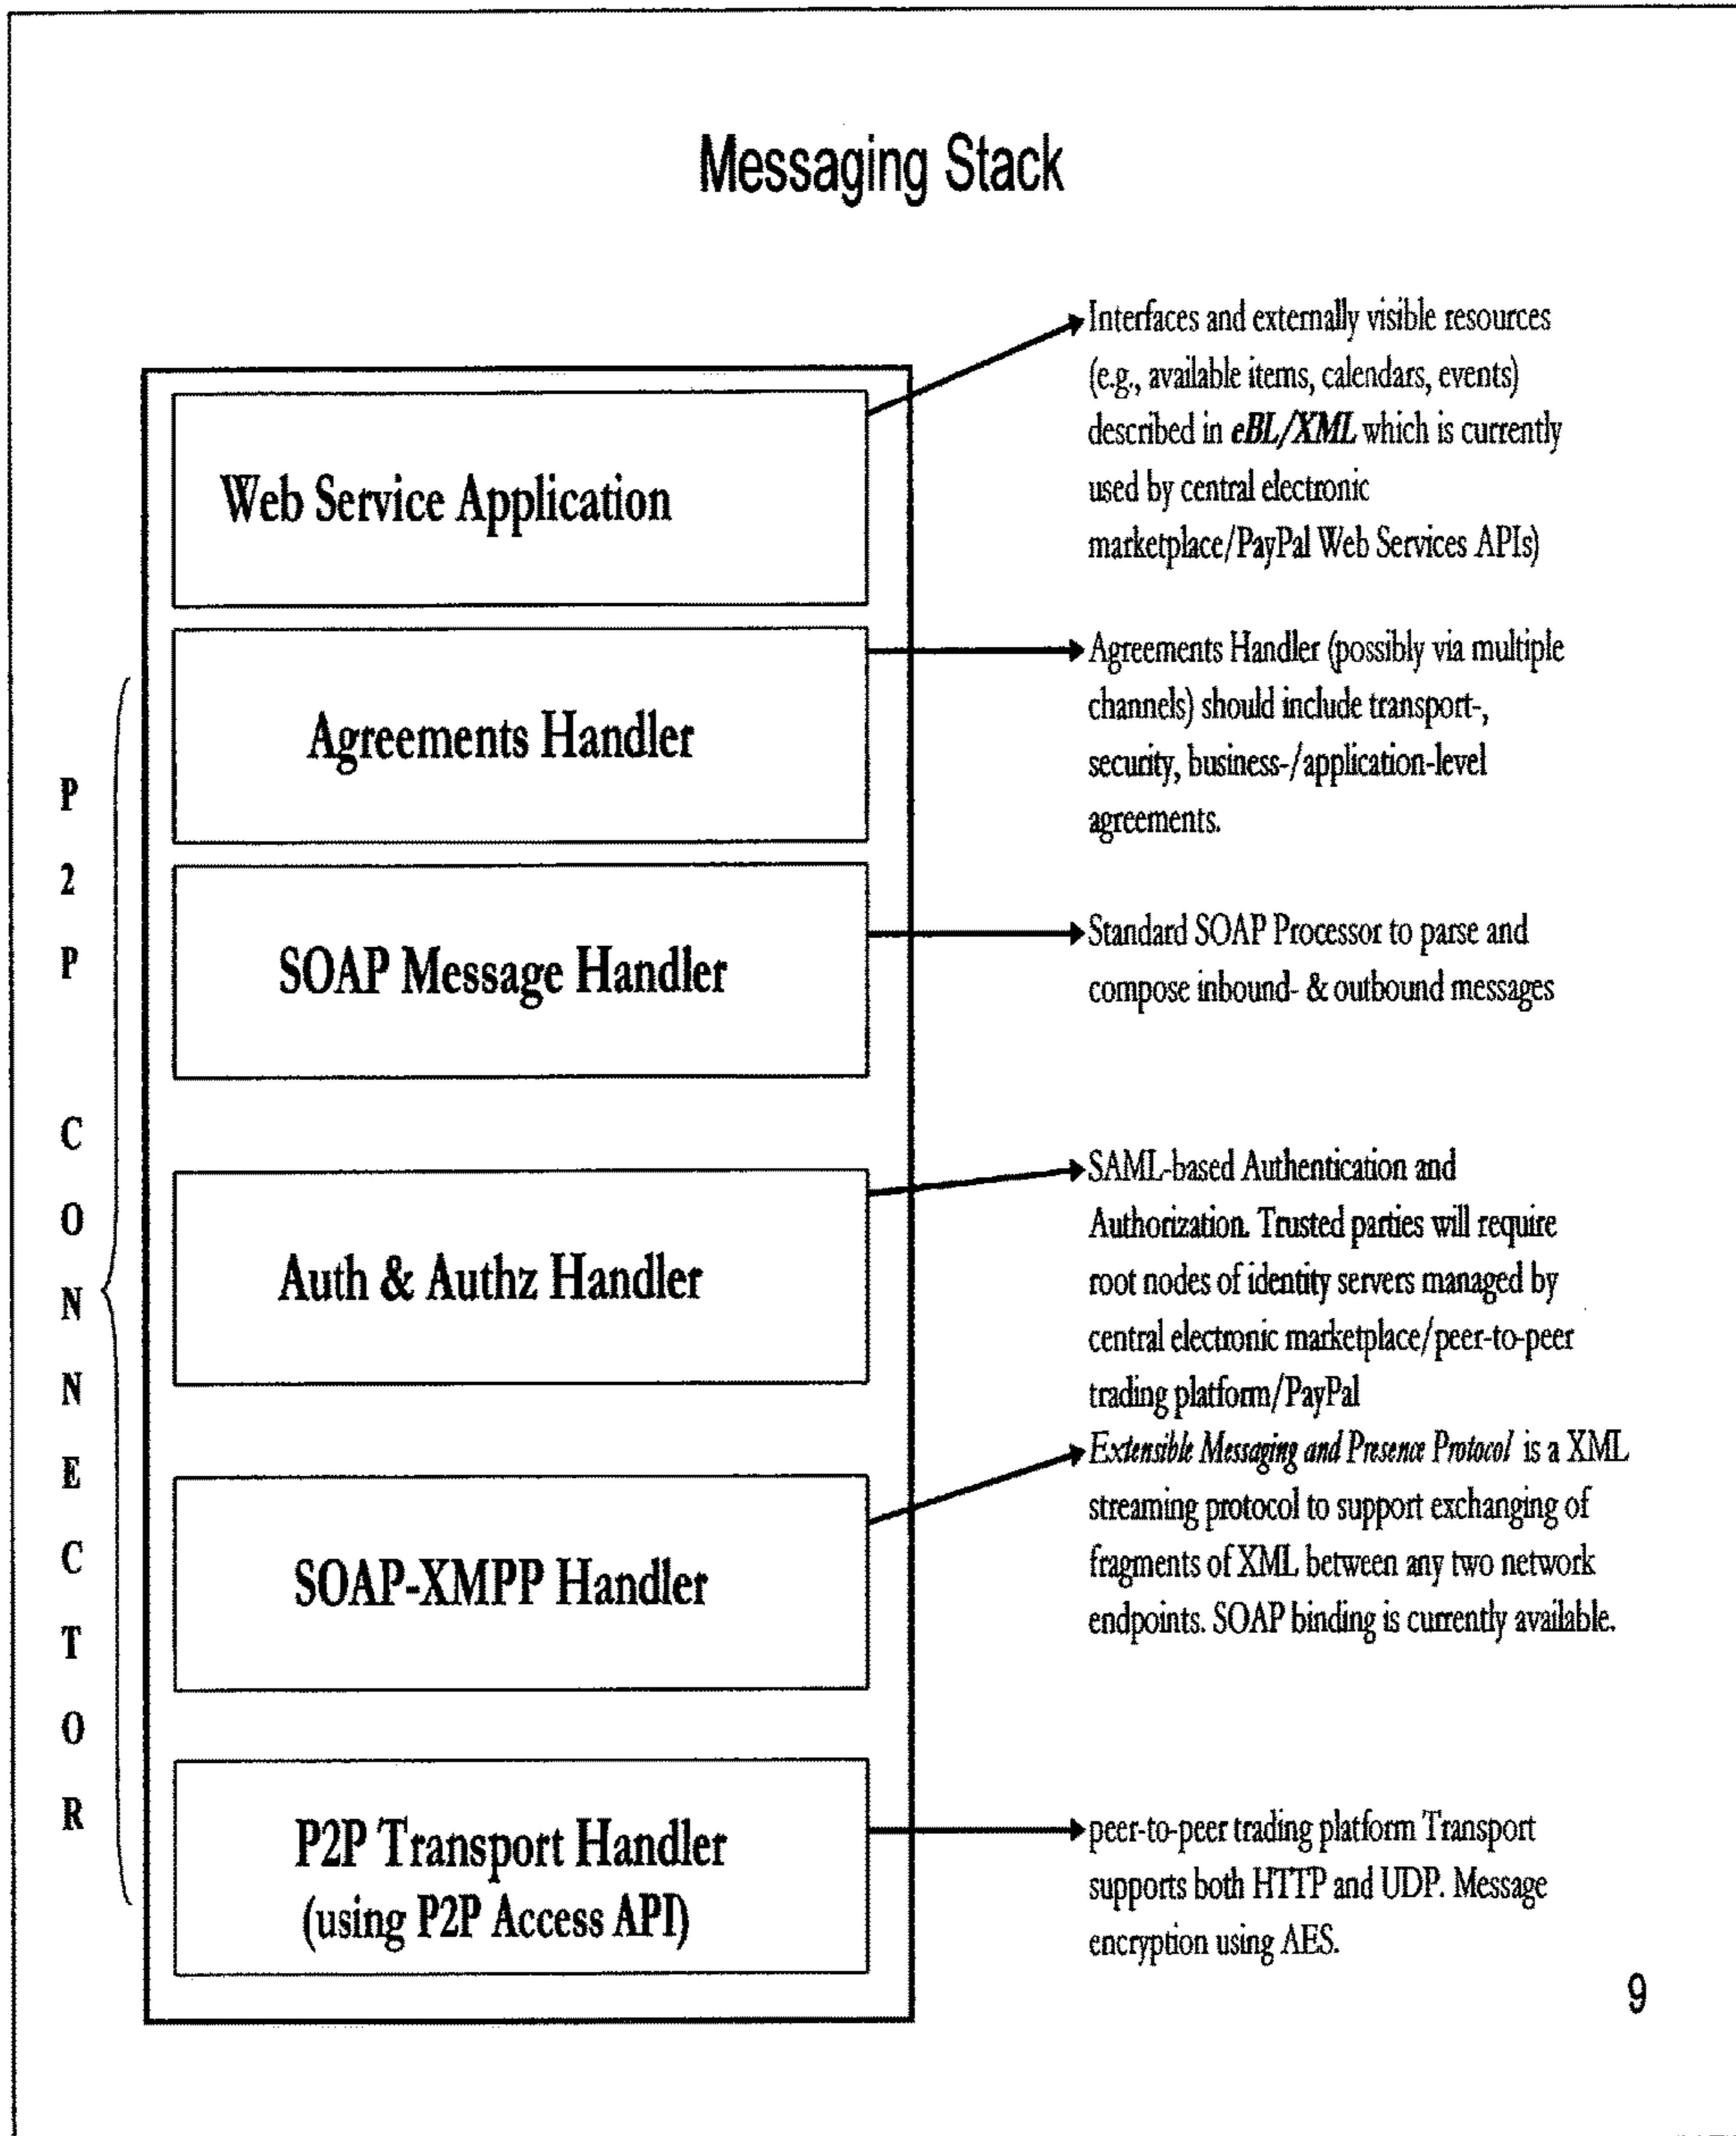 Messaging Stack
Web Service Application
Interfaces and externally visible resources
(e.g., available items, calendars, events)
described in eBL/XML which is currently
used by central electronic
marketplace/PayPal Web Services APIs)
P2P CONNECTOR
Agreements Handler
Agreements Handler (possibly via multiple
channels) should include transport-,
security, business-/application-level
agreements.
SOAP Message Handler
Standard SOAP Processor to parse and
compose inbound- & outbound messages
Auth & Authz Handler
SAML-based Authentication and
Authorization. Trusted parties will require
root nodes of identity servers managed by
central electronic marketplace/peer-to-peer
trading platform/PayPal
SOAP-XMPP Handler
Extensible Messaging and Presence Protocol is a XML
streaming protocol to support exchanging of
fragments of XML between any two network
endpoints. SOAP binding is currently available.
P2P Transport Handler
(using P2P Access API)
peer-to-peer trading platform Transport
supports both HTTP and UDP. Message
encryption using AES.
9